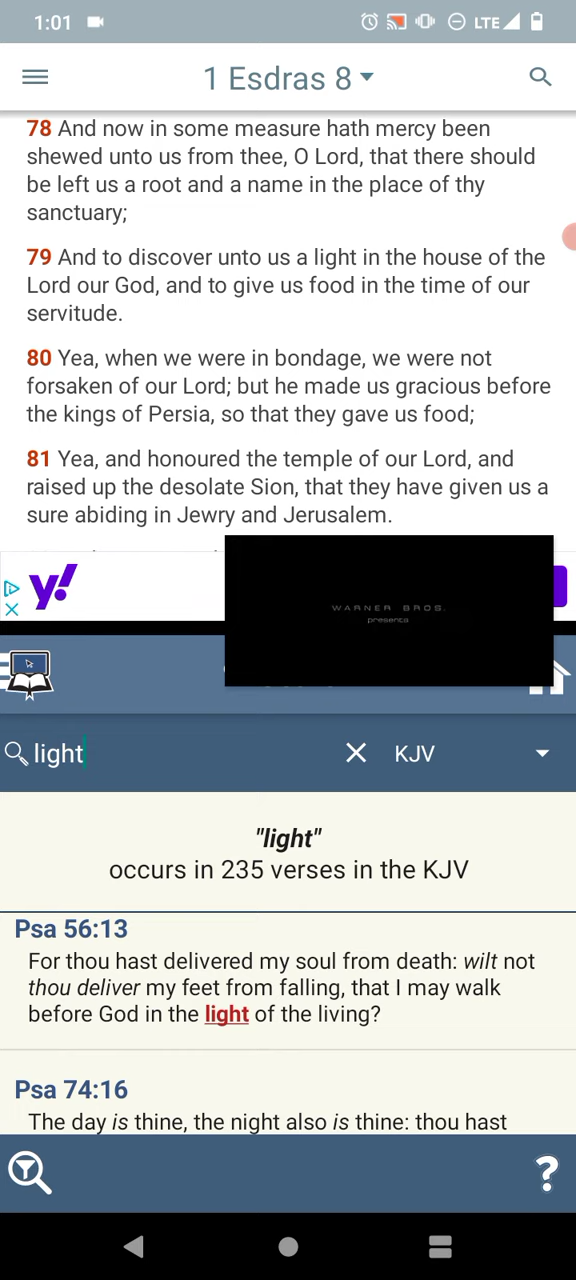 1:01 LTE
1 Esdras 8
78 And now in some measure hath mercy been
shewed unto us from thee, O Lord, that there should
be left us a root and a name in the place of thy
sanctuary;
79 And to discover unto us a light in the house of the
Lord our God, and to give us food in the time of our
servitude.
80 Yea, when we were in bondage, we were not
forsaken of our Lord; but he made us gracious before
the kings of Persia, so that they gave us food;
81 Yea, and honoured the temple of our Lord, and
raised up the desolate Sion, that they have given us a
sure abiding in Jewry and Jerusalem.
y!
WARNER BROS.
presents
light KJV
"light"
occurs in 235 verses in the KJV
Psa 56:13
For thou hast delivered my soul from death: wilt not
thou deliver my feet from falling, that I may walk
before God in the light of the living?
Psa 74:16
The day is thine, the night also is thine: thou hast
?